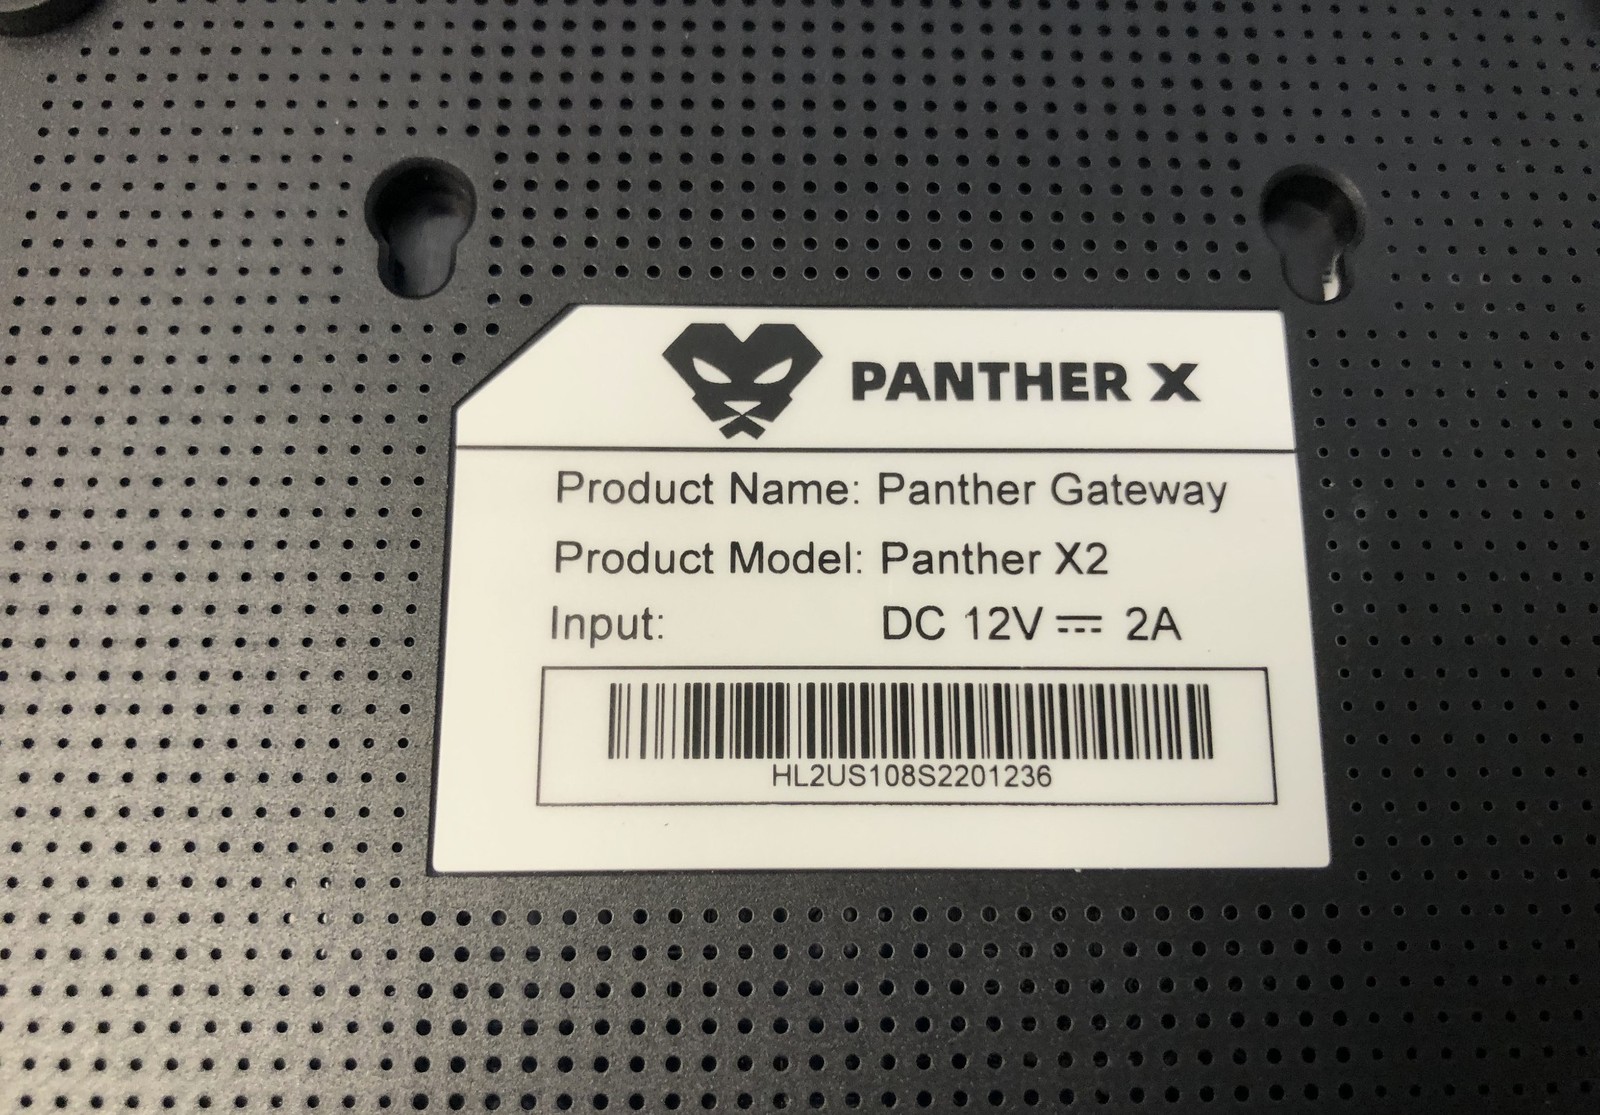 PANTHER X
Product Name: Panther Gateway
Product Model: Panther X2
Input: DC 12V ⎓ 2A
HL2US108S2201236